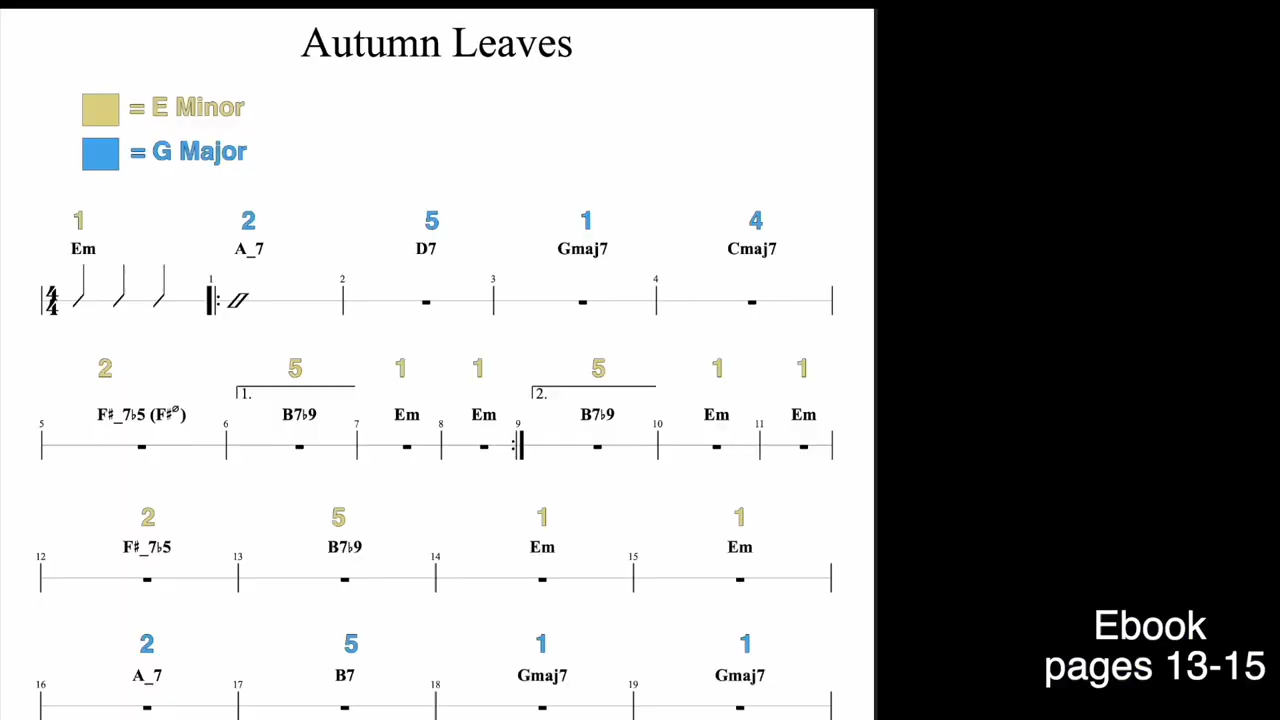 Autumn Leaves
= E Minor
= G Major
1 2 5 1 4
Em A_7 D7 Gmaj7 Cmaj7
1 2 3 4
4
4
2 5 1 1 5 1 1
1. 2.
F♯_7♭5 (F♯ø) B7♭9 Em Em B7♭9 Em Em
5 6 7 8 9 10 11
2 5 1 1
F♯_7♭5 B7♭9 Em Em
12 13 14 15
2 5 1 1
A_7 B7 Gmaj7 Gmaj7
16 17 18 19
Ebook
pages 13-15